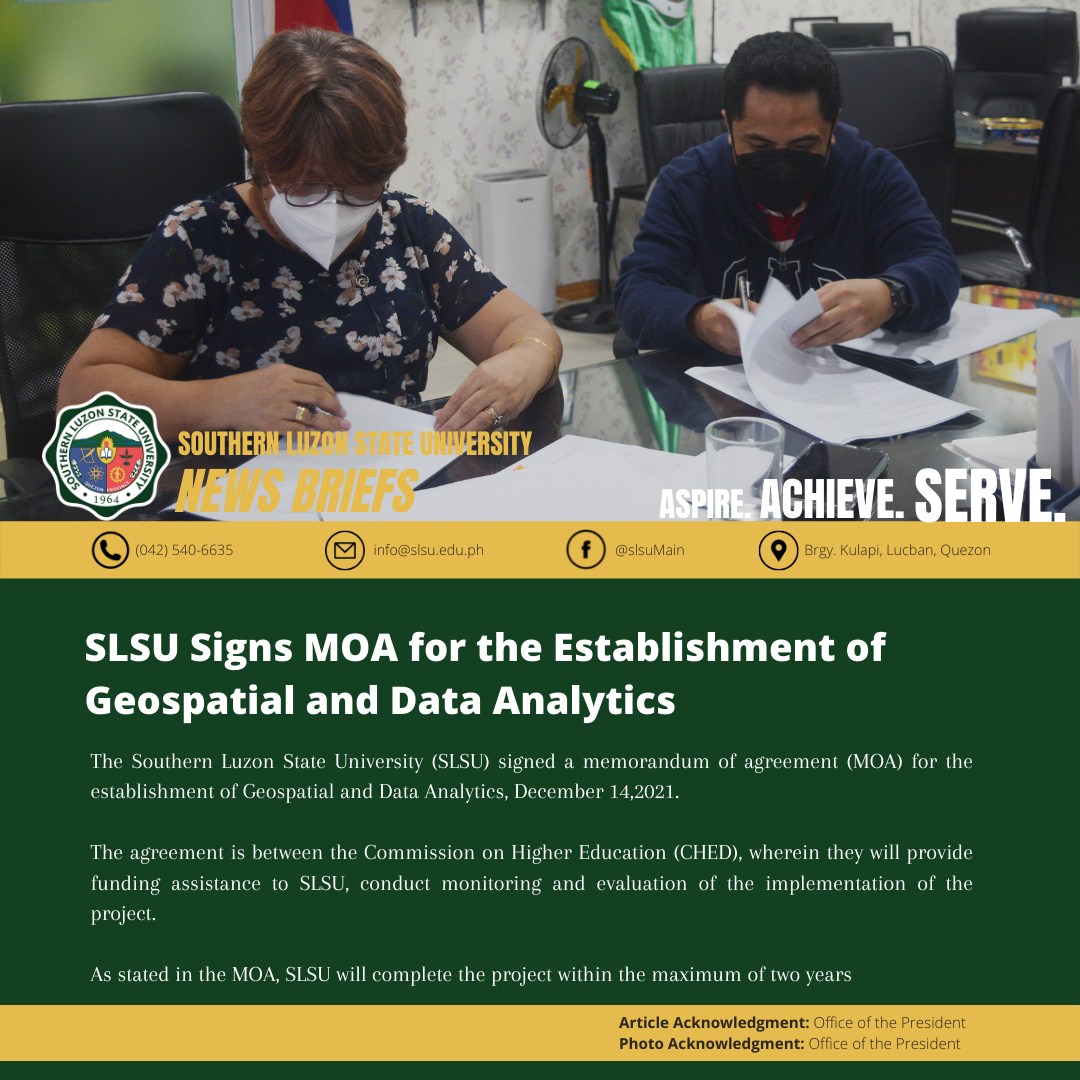 SOUTHERN LUZON STATE UNIVERSITY
1964
SOUTHERN LUZON STATE UNIVERSITY
NEWS BRIEFS
ASPIRE. ACHIEVE. SERVE.
(042) 540-6635
info@slsu.edu.ph
@slsuMain
Brgy. Kulapi, Lucban, Quezon
SLSU Signs MOA for the Establishment of
Geospatial and Data Analytics
The Southern Luzon State University (SLSU) signed a memorandum of agreement (MOA) for the
establishment of Geospatial and Data Analytics, December 14,2021.
The agreement is between the Commission on Higher Education (CHED), wherein they will provide
funding assistance to SLSU, conduct monitoring and evaluation of the implementation of the
project.
As stated in the MOA, SLSU will complete the project within the maximum of two years
Article Acknowledgment: Office of the President
Photo Acknowledgment: Office of the President